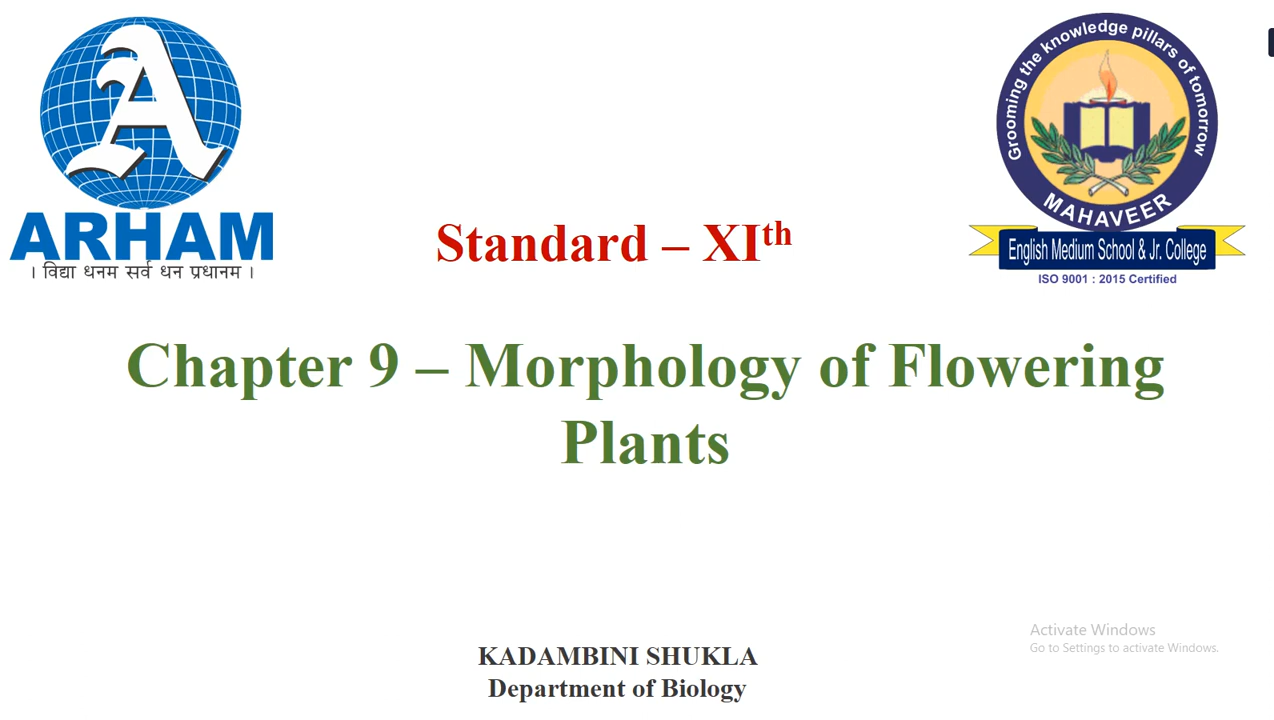 A
ARHAM
। विद्या धनम सर्व धन प्रधानम ।
Grooming the knowledge pillars of tomorrow
MAHAVEER
English Medium School & Jr. College
ISO 9001 : 2015 Certified
Standard – XIth
Chapter 9 – Morphology of Flowering
Plants
KADAMBINI SHUKLA
Department of Biology
Activate Windows
Go to Settings to activate Windows.